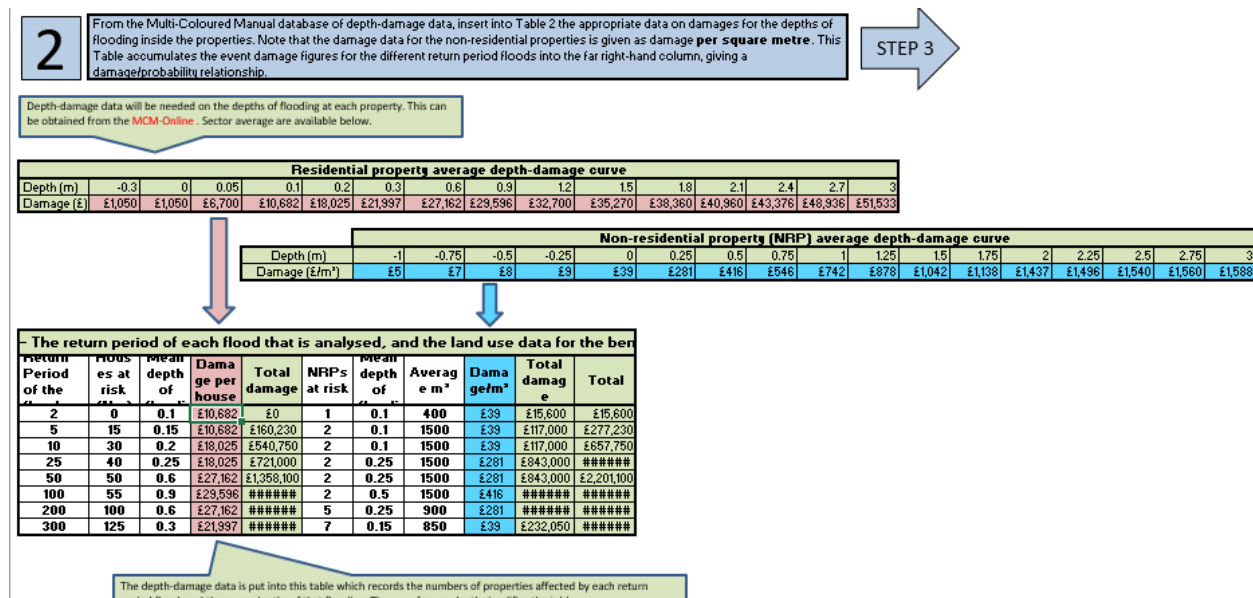 2
From the Multi-Coloured Manual database of depth-damage data, insert into Table 2 the appropriate data on damages for the depths of
flooding inside the properties. Note that the damage data for the non-residential properties is given as damage per square metre. This
Table accumulates the event damage figures for the different return period floods into the far right-hand column, giving a
damage/probability relationship.
STEP 3
Depth-damage data will be needed on the depths of flooding at each property. This can
be obtained from the MCM-Online . Sector average are available below.
Residential property average depth-damage curve
Depth (m) -0.3 0 0.05 0.1 0.2 0.3 0.6 0.9 1.2 1.5 1.8 2.1 2.4 2.7 3
Damage (£) £1,050 £1,050 £6,700 £10,682 £18,025 £21,997 £27,162 £29,596 £32,700 £35,270 £38,360 £40,960 £43,376 £48,936 £51,533
Non-residential property (NRP) average depth-damage curve
Depth (m) -1 -0.75 -0.5 -0.25 0 0.25 0.5 0.75 1 1.25 1.5 1.75 2 2.25 2.5 2.75 3
Damage (£/m²) £5 £7 £8 £9 £39 £281 £416 £546 £742 £878 £1,042 £1,138 £1,437 £1,496 £1,540 £1,560 £1,588
- The return period of each flood that is analysed, and the land use data for the ben
Return Hous Mean Dama Total NRPs Mean Averag Dama Total Total
Period es at depth ge per damage at risk depth e m² ge/m² damag
of the risk of house of e
2 0 0.1 £10,682 £0 1 0.1 400 £39 £15,600 £15,600
5 15 0.15 £10,682 £160,230 2 0.1 1500 £39 £117,000 £277,230
10 30 0.2 £18,025 £540,750 2 0.1 1500 £39 £117,000 £657,750
25 40 0.25 £18,025 £721,000 2 0.25 1500 £281 £843,000 ######
50 50 0.6 £27,162 £1,358,100 2 0.25 1500 £281 £843,000 £2,201,100
100 55 0.9 £29,596 ###### 2 0.5 1500 £416 ###### ######
200 100 0.6 £27,162 ###### 5 0.25 900 £281 ###### ######
300 125 0.3 £21,997 ###### 7 0.15 850 £39 £232,050 ######
The depth-damage data is put into this table which records the numbers of properties affected by each return